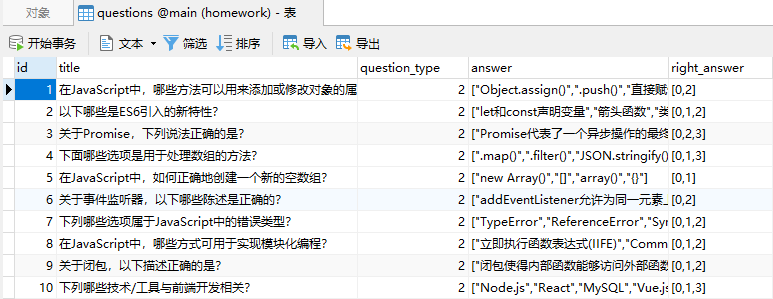 对象 questions @main (homework) - 表
开始事务 文本 筛选 排序 导入 导出
id title question_type answer right_answer
1 在JavaScript中，哪些方法可以用来添加或修改对象的属 2 ["Object.assign()",".push()","直接赋 [0,2]
2 以下哪些是ES6引入的新特性？ 2 ["let和const声明变量","箭头函数","类 [0,1,2]
3 关于Promise，下列说法正确的是？ 2 ["Promise代表了一个异步操作的最终 [0,2,3]
4 下面哪些选项是用于处理数组的方法？ 2 [".map()",".filter()","JSON.stringify() [0,1,3]
5 在JavaScript中，如何正确地创建一个新的空数组？ 2 ["new Array()","[]","array()","{}"] [0,1]
6 关于事件监听器，以下哪些陈述是正确的？ 2 ["addEventListener允许为同一元素_ [0,2]
7 下列哪些选项属于JavaScript中的错误类型？ 2 ["TypeError","ReferenceError","Syn [0,1,2]
8 在JavaScript中，哪些方式可用于实现模块化编程？ 2 ["立即执行函数表达式(IIFE)","Comm [0,1,2]
9 关于闭包，以下描述正确的是？ 2 ["闭包使得内部函数能够访问外部函数 [0,1,2]
10 下列哪些技术/工具与前端开发相关？ 2 ["Node.js","React","MySQL","Vue.js [0,1,3]